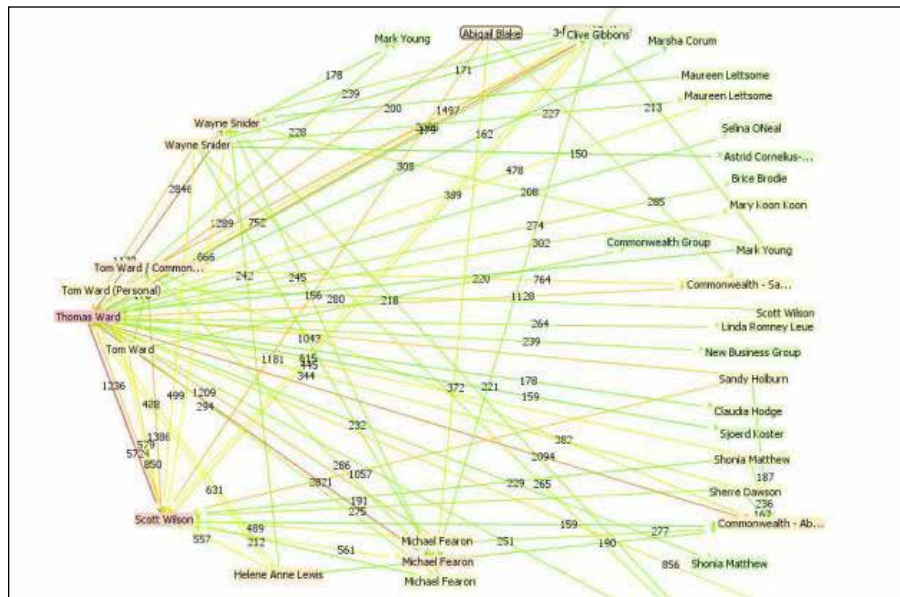 Abigail Blake
Clive Gibbons
Mark Young
Marsha Corum
171
178
Maureen Lettsome
239
Maureen Lettsome
200
1497
227
213
Wayne Snider
Selina ONeal
228
162
Wayne Snider
150
Astrid Cornelius-...
308
478
Brice Brodie
2846
389
208
285
Mary Koon Koon
1289
752
274
302
Commonwealth Group
Mark Young
666
Tom Ward / Common...
242
245
220
764
Commonwealth - Sa...
Tom Ward (Personal)
156
280
218
1128
Thomas Ward
Scott Wilson
264
Linda Romney Leue
1043
239
Tom Ward
New Business Group
1181
615
445
344
Sandy Holburn
1236
372
221
178
499
1209
159
428
294
Claudia Hodge
232
Sjoerd Koster
1386
579
382
5724
2094
Shonia Matthew
850
286
1057
187
631
2821
229
265
Sherre Dawson
191
236
275
Scott Wilson
159
Commonwealth - Ab...
489
277
557
212
251
190
Michael Fearon
561
Michael Fearon
856
Shonia Matthew
Helene Anne Lewis
Michael Fearon